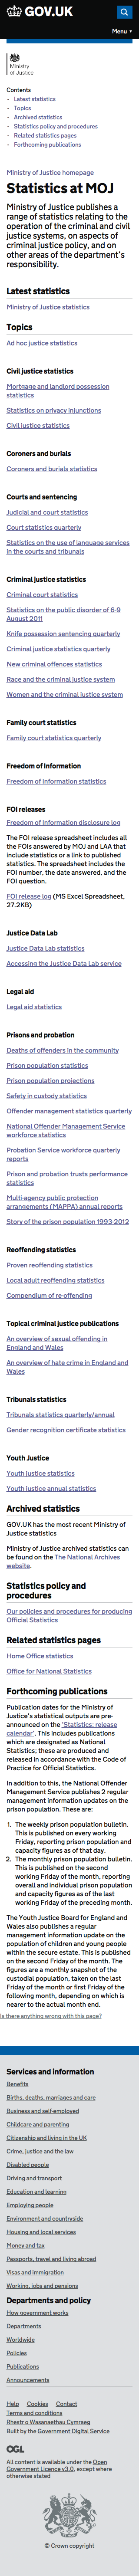 GOV.UK
Menu
Ministry
of Justice
Contents
Latest statistics
Topics
Archived statistics
Statistics policy and procedures
Related statistics pages
Forthcoming publications
Ministry of Justice homepage
Statistics at MOJ
Ministry of Justice publishes a
range of statistics relating to the
operation of the criminal and civil
legal systems, on aspects of
criminal justice policy, and on
other areas of the department's
responsibility.
Latest statistics
Ministry of Justice statistics
Topics
Ad hoc justice statistics
Civil justice statistics
Mortgage and landlord possession
statistics
Statistics on privacy injunctions
Civil justice statistics
Coroners and burials
Coroners and burials statistics
Courts and sentencing
Judicial and court statistics
Court statistics quarterly
Statistics on the use of language services
in the courts and tribunals
Criminal justice statistics
Criminal court statistics
Statistics on the public disorder of 6-9
August 2011
Knife possession sentencing quarterly
Criminal justice statistics quarterly
New criminal offences statistics
Race and the criminal justice system
Women and the criminal justice system
Family court statistics
Family court statistics quarterly
Freedom of Information
Freedom of Information statistics
FOI releases
Freedom of Information disclosure log
The FOI release spreadsheet includes all
the FOIs answered by MOJ and LAA that
include statistics or a link to published
statistics. The spreadsheet includes the
FOI number, the date answered, and the
FOI question.
FOI release log (MS Excel Spreadsheet,
27.2KB)
Justice Data Lab
Justice Data Lab statistics
Accessing the Justice Data Lab service
Legal aid
Legal aid statistics
Prisons and probation
Deaths of offenders in the community
Prison population statistics
Prison population projections
Safety in custody statistics
Offender management statistics quarterly
National Offender Management Service
workforce statistics
Probation Service workforce quarterly
reports
Prison and probation trusts performance
statistics
Multi-agency public protection
arrangements (MAPPA) annual reports
Story of the prison population 1993-2012
Reoffending statistics
Proven reoffending statistics
Local adult reoffending statistics
Compendium of re-offending
Topical criminal justice publications
An overview of sexual offending in
England and Wales
An overview of hate crime in England and
Wales
Tribunals statistics
Tribunals statistics quarterly/annual
Gender recognition certificate statistics
Youth Justice
Youth justice statistics
Youth justice annual statistics
Archived statistics
GOV.UK has the most recent Ministry of
Justice statistics
Ministry of Justice archived statistics can
be found on the The National Archives
website.
Statistics policy and
procedures
Our policies and procedures for producing
Official Statistics
Related statistics pages
Home Office statistics
Office for National Statistics
Forthcoming publications
Publication dates for the Ministry of
Justice's statistical outputs are pre-
announced on the 'Statistics: release
calendar'. This includes publications
which are designated as National
Statistics, which are produced and
released in accordance with the Code of
Practice for Official Statistics.
In addition to this, the National Offender
Management Service publishes 2 regular
management information updates on the
prison population. These are:
1. The weekly prison population bulletin.
This is published on every working
Friday, reporting prison population total
and capacity figures as of that day.
2. The monthly prison population bulletin.
This is published on the second working
Friday of each month, reporting
overall and individual prison population
and capacity figures as of the last
working Friday of the preceding month.
The Youth Justice Board for England and
Wales also publishes a regular
management information update on the
population of young people within the
secure estate. This is published on the
second Friday of the month. The
figures are a monthly snapshot of the
custodial population, taken on the last
Friday of the month or first Friday of the
following month, depending on which is
nearer to the actual month end.
Is there anything wrong with this page?
Services and information
Benefits
Births, deaths, marriages and care
Business and self-employed
Childcare and parenting
Citizenship and living in the UK
Crime, justice and the law
Disabled people
Driving and transport
Education and learning
Employing people
Environment and countryside
Housing and local services
Money and tax
Passports, travel and living abroad
Visas and immigration
Working, jobs and pensions
Departments and policy
How government works
Departments
Worldwide
Policies
Publications
Announcements
Help Cookies Contact
Terms and conditions
Rhestr o Wasanaethau Cymraeg
Built by the Government Digital Service
OGL
All content is available under the Open
Government Licence v3.0, except where
otherwise stated
© Crown copyright